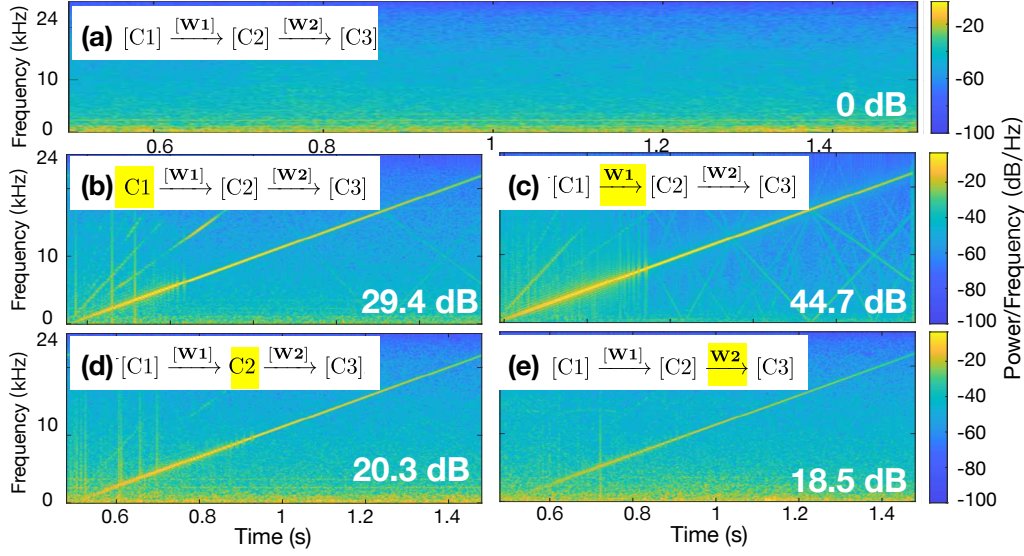 24
(a) [C1] [W1] [C2] [W2] [C3]
10
0 dB
0
0.6 0.8 1 1.2 1.4
Frequency (kHz)
-20
-60
-100
24
(b) C1 [W1] [C2] [W2] [C3]
10
29.4 dB
0
Frequency (kHz)
(c) [C1] W1 [C2] [W2] [C3]
44.7 dB
-20
-40
-60
-80
-100
24
(d) [C1] [W1] C2 [W2] [C3]
10
20.3 dB
0
0.6 0.8 1 1.2 1.4
Time (s)
Frequency (kHz)
(e) [C1] [W1] [C2] W2 [C3]
18.5 dB
0.6 0.8 1 1.2 1.4
Time (s)
-20
-40
-60
-80
-100
Power/Frequency (dB/Hz)